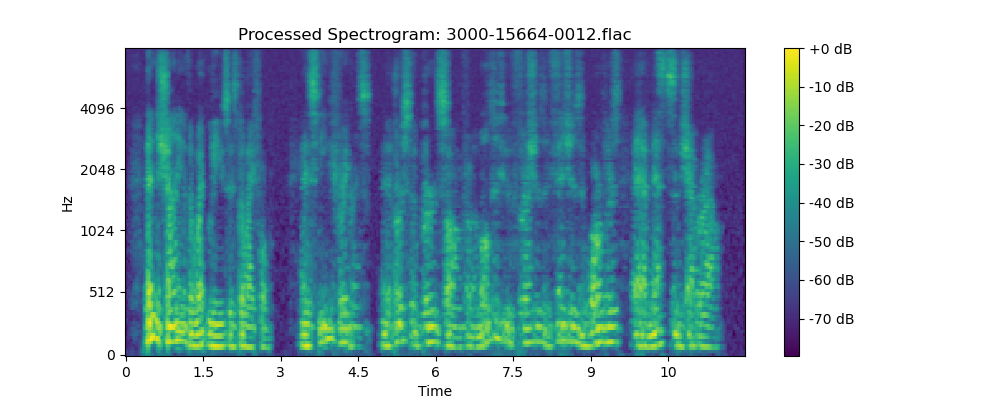 Processed Spectrogram: 3000-15664-0012.flac
Hz
4096
2048
1024
512
0
0 1.5 3 4.5 6 7.5 9 10
Time
+0 dB
-10 dB
-20 dB
-30 dB
-40 dB
-50 dB
-60 dB
-70 dB